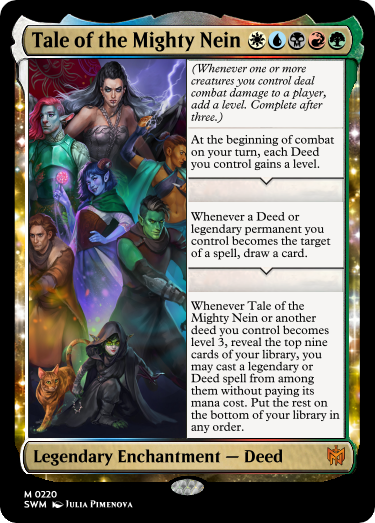 Tale of the Mighty Nein
(Whenever one or more
creatures you control deal
combat damage to a player,
add a level. Complete after
three.)
At the beginning of combat
on your turn, each Deed
you control gains a level.
Whenever a Deed or
legendary permanent you
control becomes the target
of a spell, draw a card.
Whenever Tale of the
Mighty Nein or another
deed you control becomes
level 3, reveal the top nine
cards of your library, you
may cast a legendary or
Deed spell from among
them without paying its
mana cost. Put the rest on
the bottom of your library in
any order.
Legendary Enchantment — Deed
M 0220
SWM Julia Pimenova